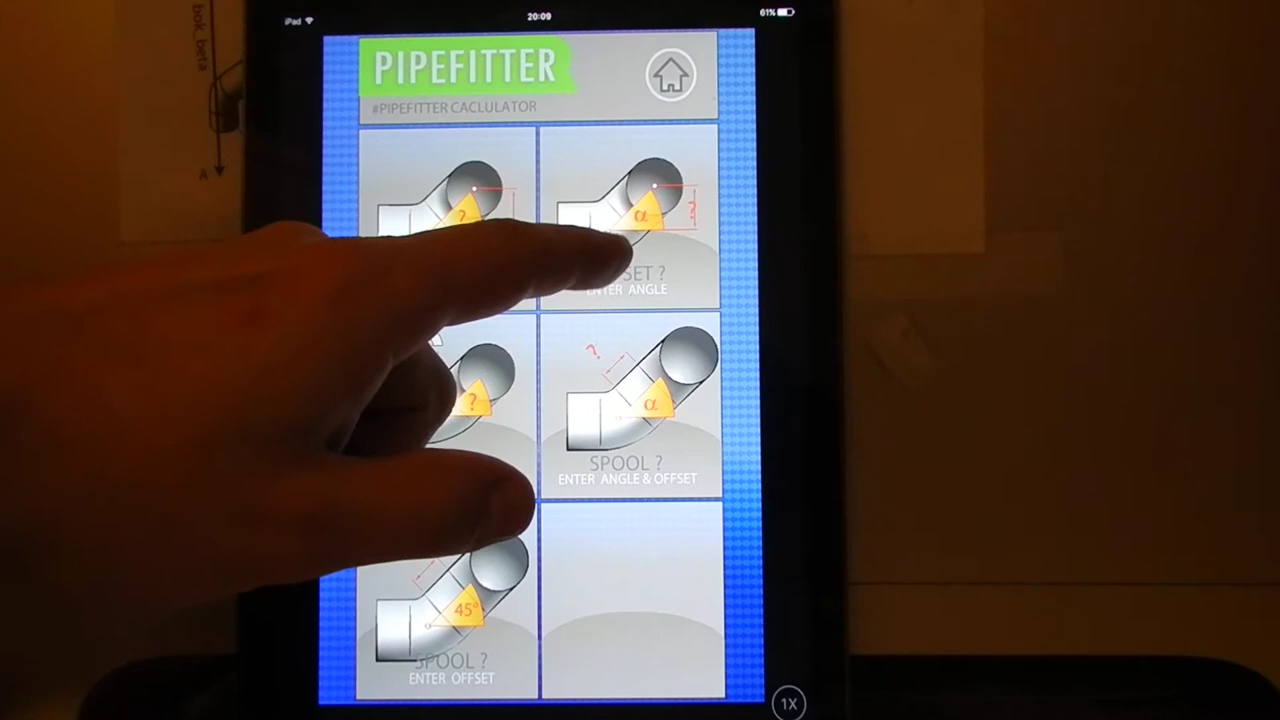 iPad 20:09 61%
bok_beta
A
PIPEFITTER
#PIPEFITTER CACLULATOR
?
α ?
SET ?
ENTER ANGLE
?
?
α
SPOOL ?
ENTER ANGLE & OFFSET
45°
SPOOL ?
ENTER OFFSET
1X